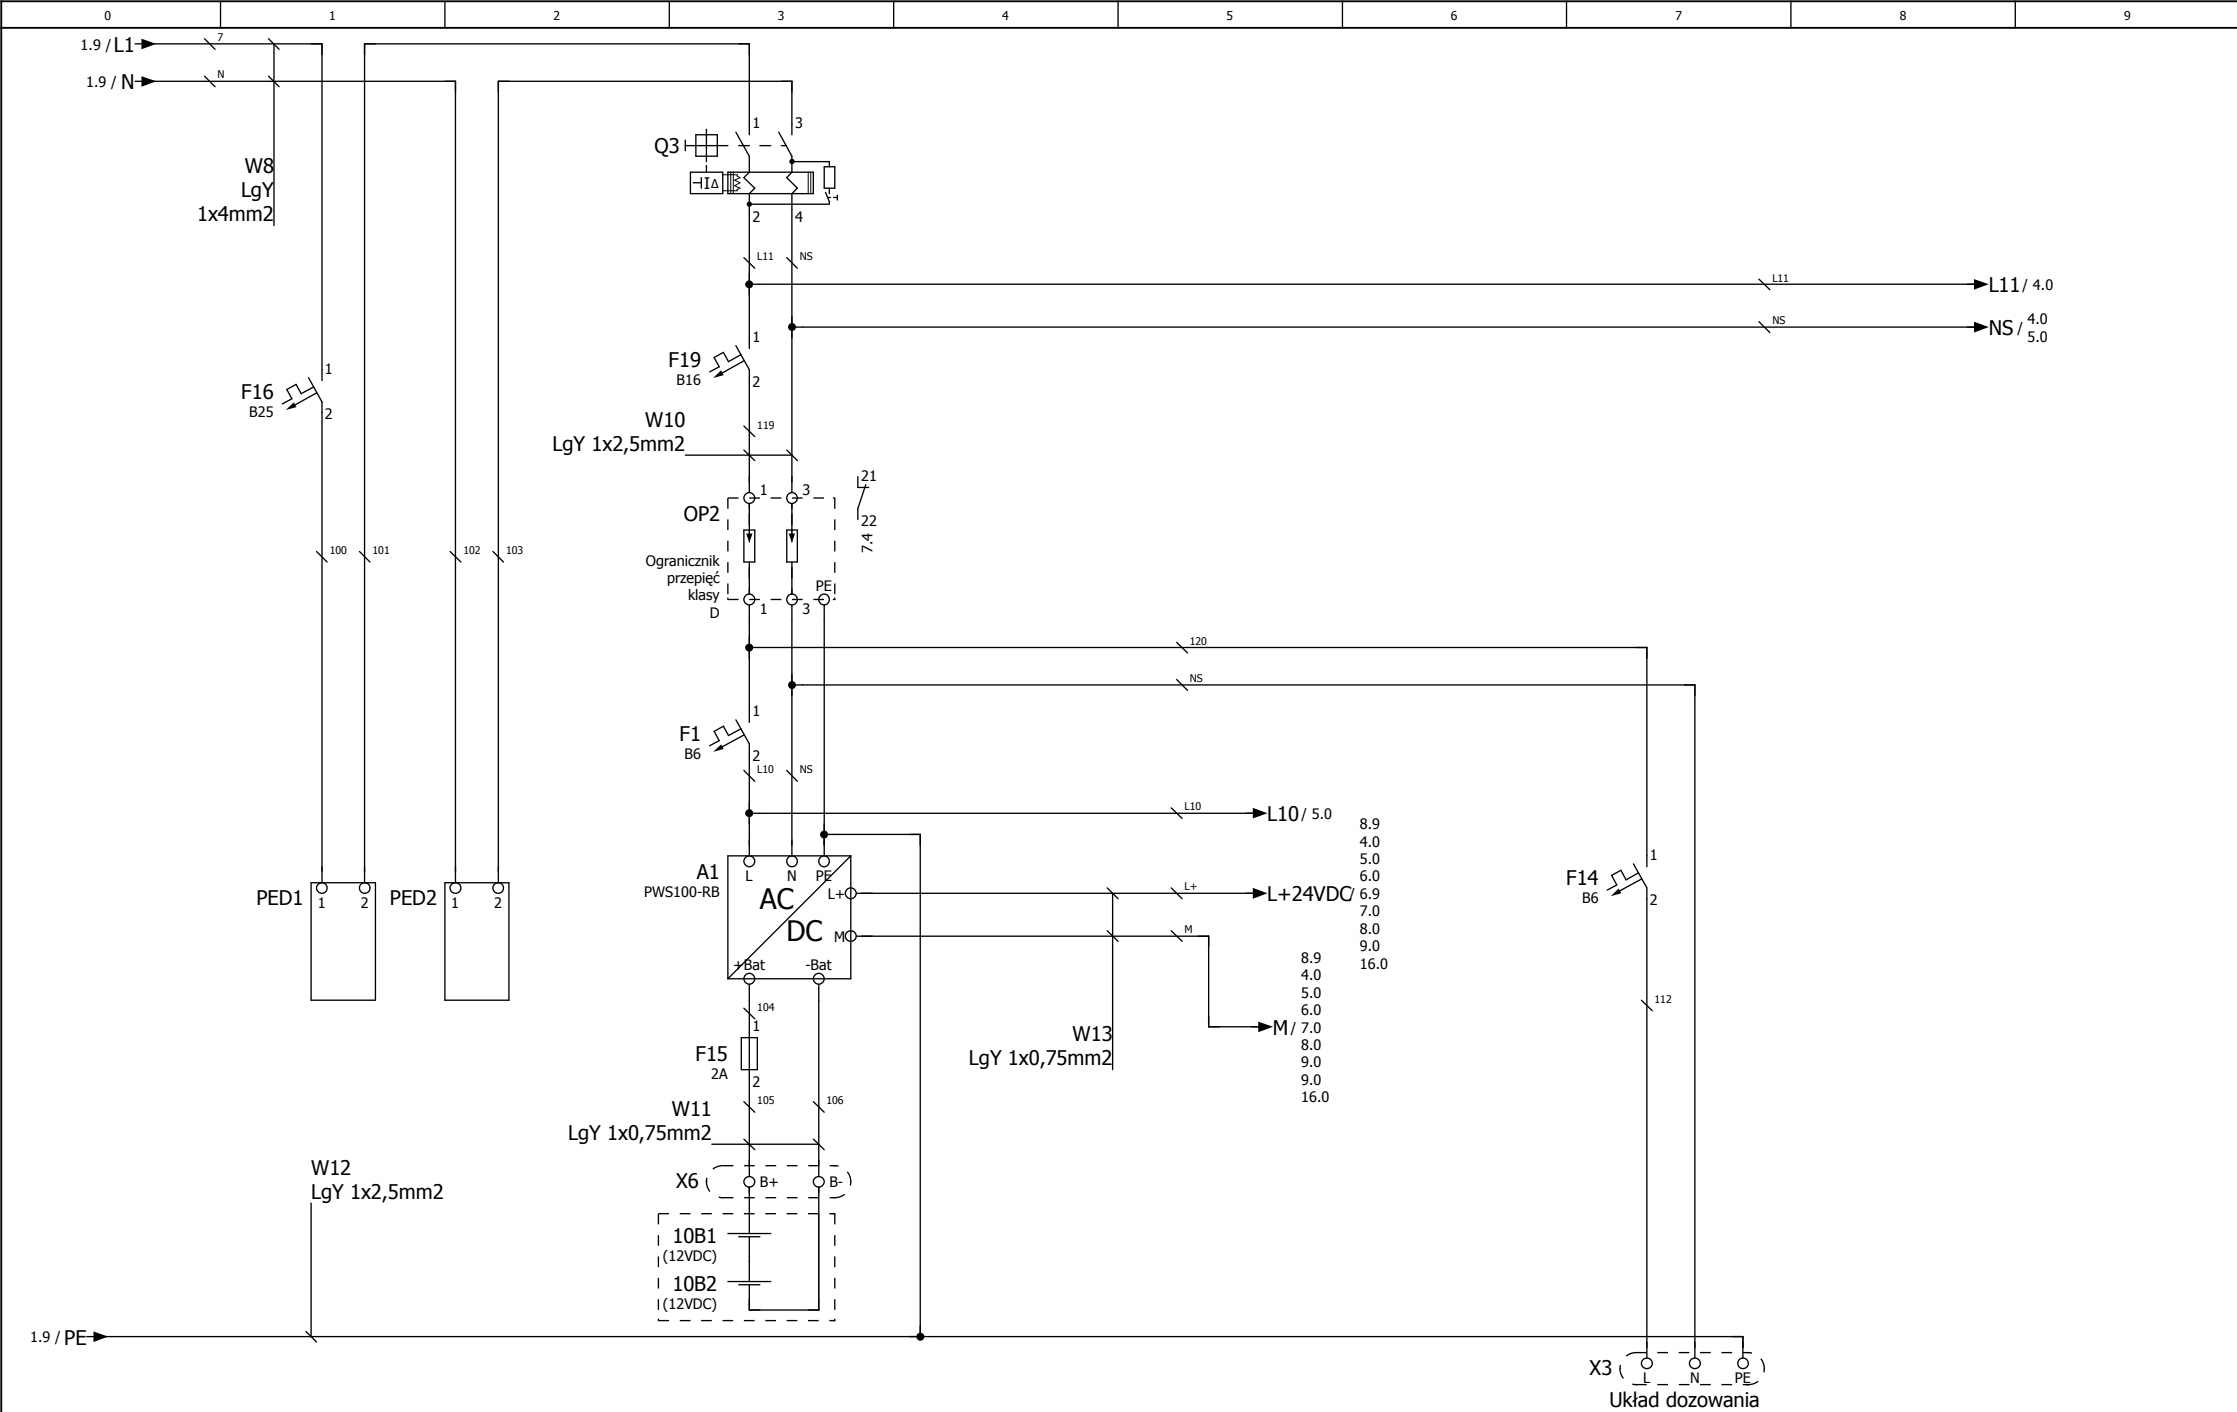 0 1 2 3 4 5 6 7 8 9
1.9 / L1
7
1.9 / N
N
W8
LgY
1x4mm2
Q3
1 3
2 4
L11 NS
L11
L11 / 4.0
NS
NS / 4.0
5.0
F16
B25
1
2
F19
B16
1
2
W10
LgY 1x2,5mm2
119
1 3
21
22
7.4
OP2
Ogranicznik
przepięć
klasy
D
PE
1 3
100 101 102 103
120
NS
F1
B6
1
2
L10 NS
L10
L10 / 5.0
A1
PWS100-RB
L N PE
AC
DC
L+
M
+Bat -Bat
L+
L+24VDC /
8.9
4.0
5.0
6.0
6.9
7.0
8.0
9.0
16.0
M
M /
8.9
4.0
5.0
6.0
7.0
8.0
9.0
9.0
16.0
PED1
1 2
PED2
1 2
F14
B6
1
2
112
104
F15
2A
1
2
W13
LgY 1x0,75mm2
105 106
W11
LgY 1x0,75mm2
X6
B+ B-
10B1
(12VDC)
10B2
(12VDC)
W12
LgY 1x2,5mm2
1.9 / PE
X3
L N PE
Układ dozowania